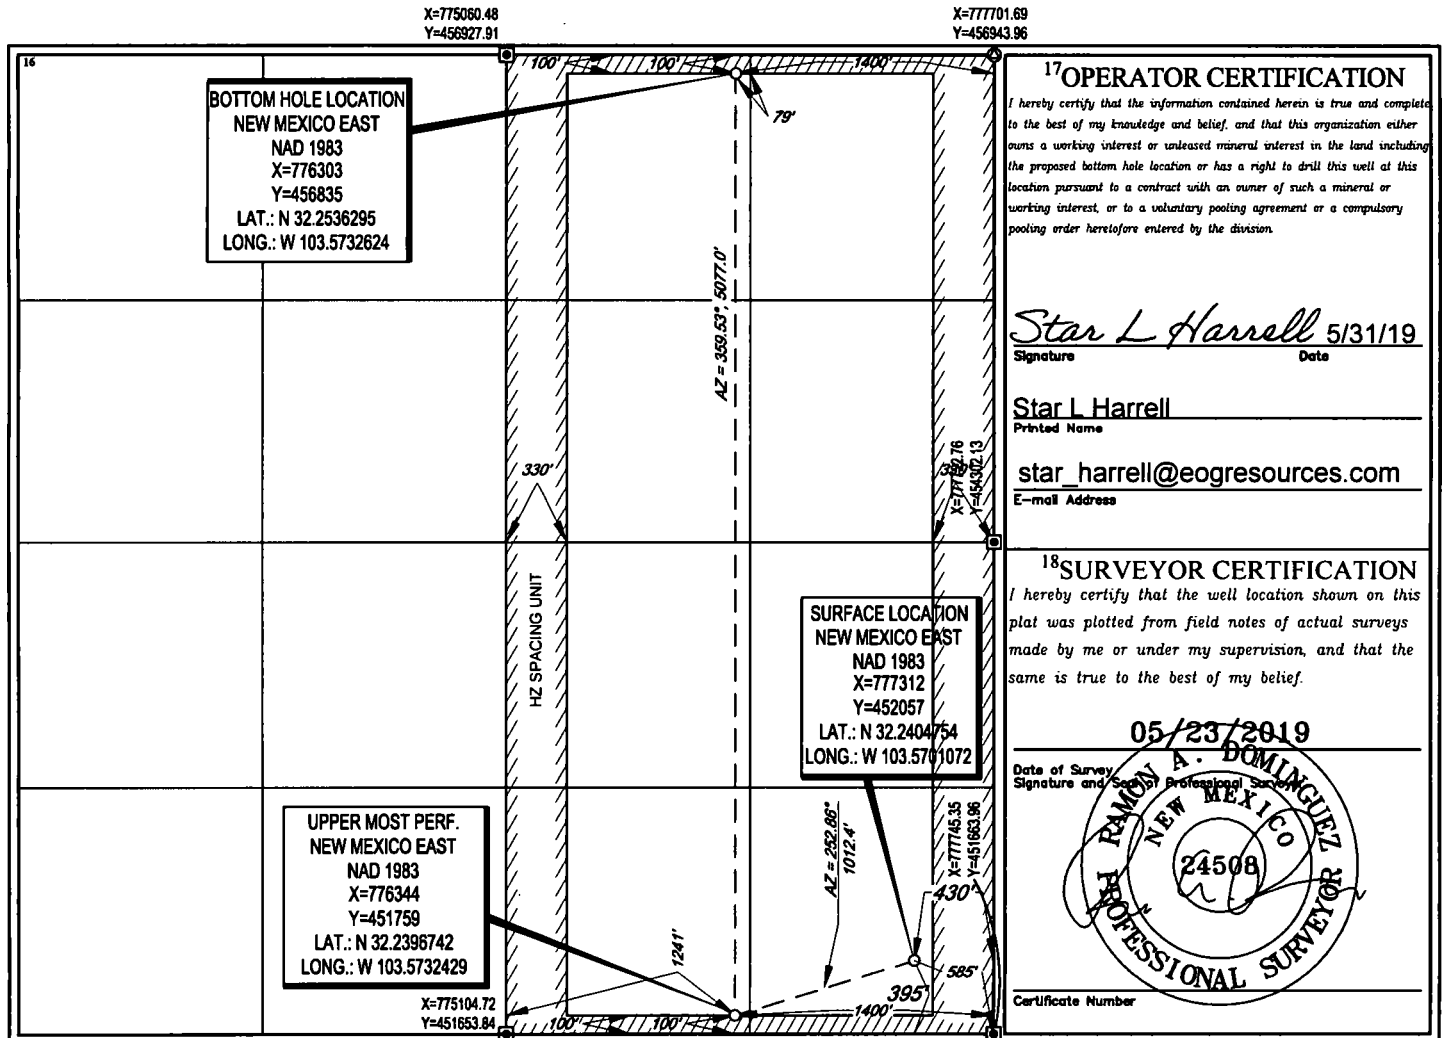 X=775060.48
Y=456927.91
X=777701.69
Y=456943.96
16
100'
100'
1400'
79'
BOTTOM HOLE LOCATION
NEW MEXICO EAST
NAD 1983
X=776303
Y=456835
LAT.: N 32.2536295
LONG.: W 103.5732624
AZ = 359.53°, 5077.0'
330'
Y=454302.13
HZ SPACING UNIT
SURFACE LOCATION
NEW MEXICO EAST
NAD 1983
X=777312
Y=452057
LAT.: N 32.2404754
LONG.: W 103.5701072
UPPER MOST PERF.
NEW MEXICO EAST
NAD 1983
X=776344
Y=451759
LAT.: N 32.2396742
LONG.: W 103.5732429
AZ = 252.86°
1012.4'
X=777745.35
Y=451663.96
430'
1241'
585'
395'
1400'
X=775104.72
Y=451653.84
100'
100'
17 OPERATOR CERTIFICATION
I hereby certify that the information contained herein is true and complete
to the best of my knowledge and belief, and that this organization either
owns a working interest or unleased mineral interest in the land including
the proposed bottom hole location or has a right to drill this well at this
location pursuant to a contract with an owner of such a mineral or
working interest, or to a voluntary pooling agreement or a compulsory
pooling order heretofore entered by the division.
Star L Harrell 5/31/19
Signature Date
Star L Harrell
Printed Name
star_harrell@eogresources.com
E-mail Address
18 SURVEYOR CERTIFICATION
I hereby certify that the well location shown on this
plat was plotted from field notes of actual surveys
made by me or under my supervision, and that the
same is true to the best of my belief.
05/23/2019
Date of Survey
Signature and Seal of Professional Surveyor
RAMON A. DOMINGUEZ
NEW MEXICO
24508
PROFESSIONAL SURVEYOR
Certificate Number